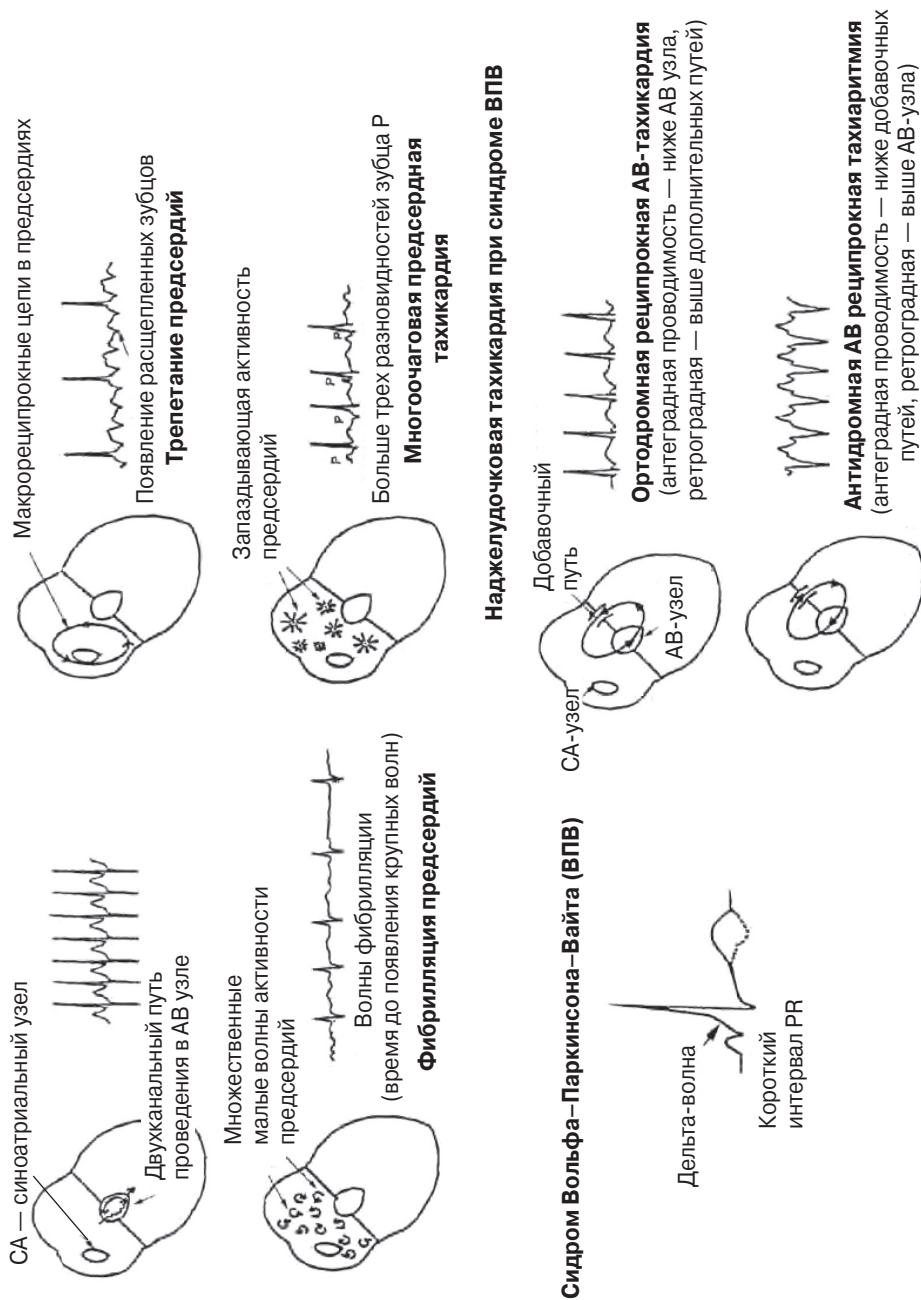 СА — синоатриальный узел
Двухканальный путь
проведения в АВ узле
Макрореципрокные цепи в предсердиях
Появление расщепленных зубцов
Трепетание предсердий
Множественные
малые волны активности
предсердий
Волны фибрилляции
(время до появления крупных волн)
Фибрилляция предсердий
Запаздывающая активность
предсердий
P
P
P
P
Больше трех разновидностей зубца Р
Многоочаговая предсердная
тахикардия
Сидром Вольфа–Паркинсона–Вайта (ВПВ)
Дельта-волна
Короткий
интервал PR
Наджелудочковая тахикардия при синдроме ВПВ
СА-узел
Добавочный
путь
АВ-узел
Ортодромная реципрокная АВ-тахикардия
(антеградная проводимость — ниже АВ узла,
ретроградная — выше дополнительных путей)
Антидромная АВ реципрокная тахиаритмия
(антеградная проводимость — ниже добавочных
путей, ретроградная — выше АВ-узла)